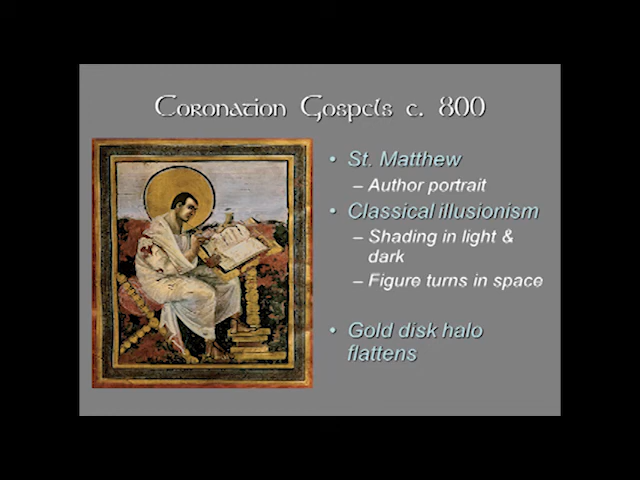 Coronation Gospels c. 800
• St. Matthew
– Author portrait
• Classical illusionism
– Shading in light &
dark
– Figure turns in space
• Gold disk halo
flattens